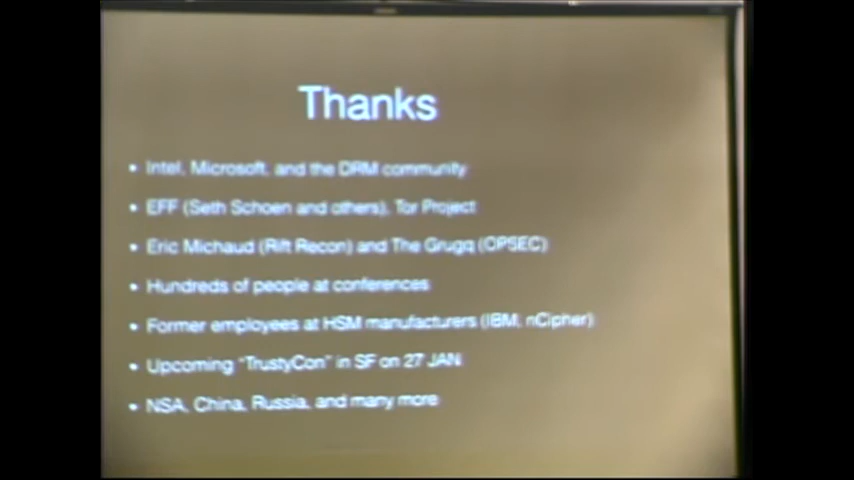 Thanks
• Intel, Microsoft, and the DRM community
• EFF (Seth Schoen and others), Tor Project
• Eric Michaud (Rift Recon) and The Grugq (OPSEC)
• Hundreds of people at conferences
• Former employees at HSM manufacturers (IBM, nCipher)
• Upcoming "TrustyCon" in SF on 27 JAN
• NSA, China, Russia, and many more